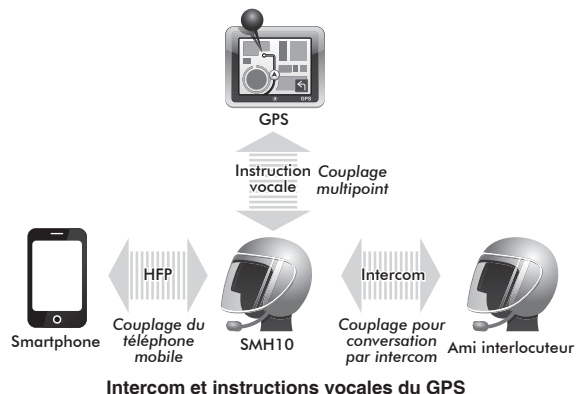 GPS
GPS
Instruction vocale
Couplage multipoint
HFP
Intercom
Smartphone
Couplage du téléphone mobile
SMH10
Couplage pour conversation par intercom
Ami interlocuteur
Intercom et instructions vocales du GPS